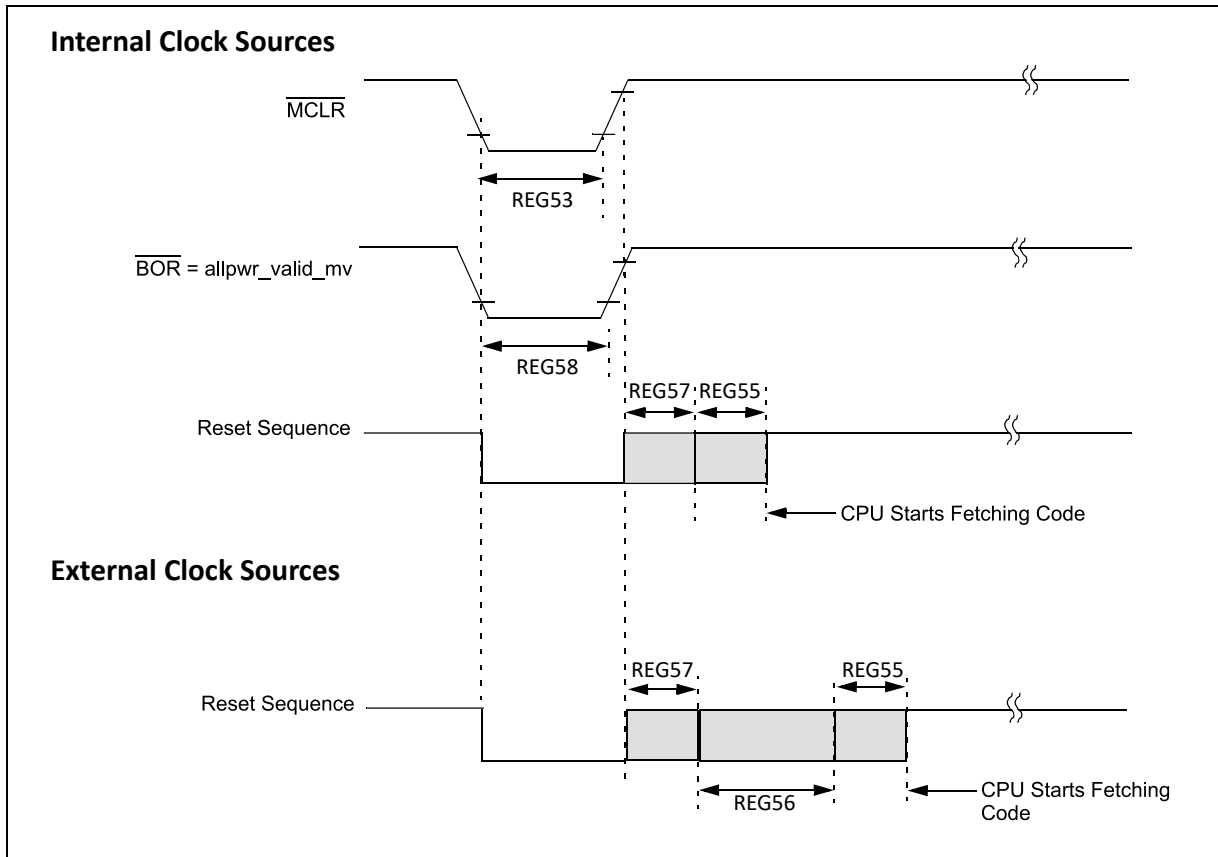 Internal Clock Sources
MCLR
REG53
BOR = allpwr_valid_mv
REG58
REG57 REG55
Reset Sequence
CPU Starts Fetching Code
External Clock Sources
REG57 REG55
Reset Sequence
REG56
CPU Starts Fetching
Code